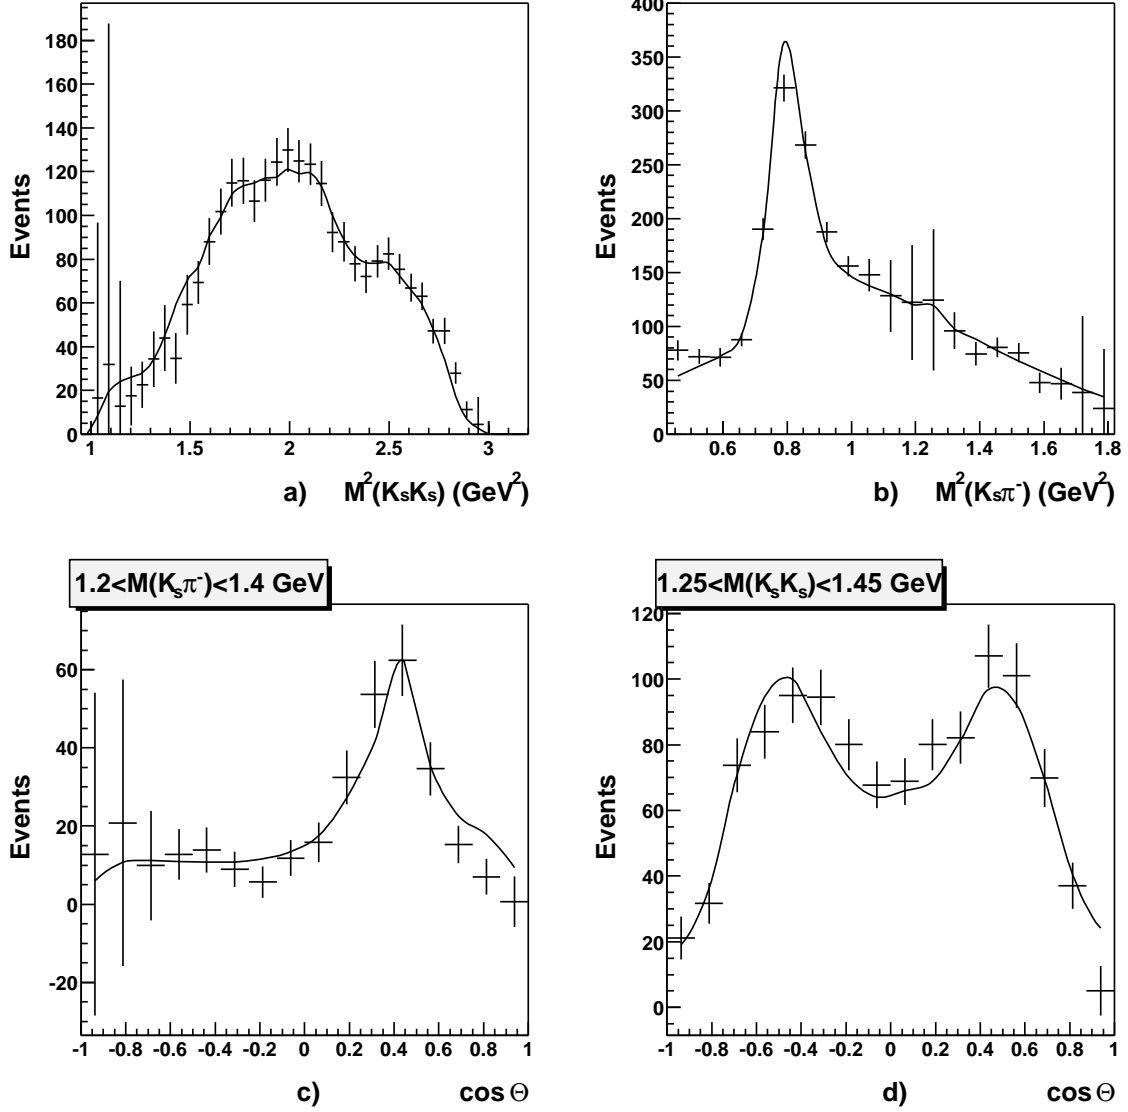 180
160
140
120
100
80
60
40
20
0
Events
1 1.5 2 2.5 3
a) M²(KsKs) (GeV²)
400
350
300
250
200
150
100
50
0
Events
0.6 0.8 1 1.2 1.4 1.6 1.8
b) M²(Ksπ⁻) (GeV²)
1.2<M(Ksπ⁻)<1.4 GeV
60
40
20
0
-20
Events
-1 -0.8 -0.6 -0.4 -0.2 0 0.2 0.4 0.6 0.8 1
c) cos Θ
1.25<M(KsKs)<1.45 GeV
120
100
80
60
40
20
0
Events
-1 -0.8 -0.6 -0.4 -0.2 0 0.2 0.4 0.6 0.8 1
d) cos Θ